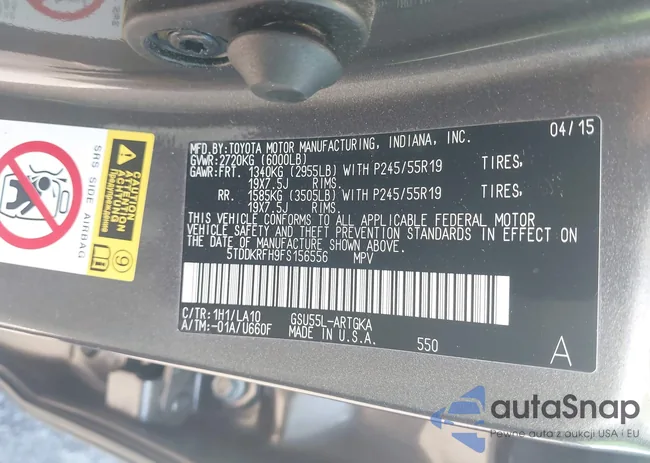 SRS SIDE AIRBAG
WARNING
AVERTISSEMENT
ACHTUNG
MFD. BY:TOYOTA MOTOR MANUFACTURING, INDIANA, INC. 04/15
GVWR:2720KG (6000LB)
GAWR:FRT. 1340KG (2955LB) WITH P245/55R19 TIRES,
19X7.5J RIMS.
RR. 1585KG (3505LB) WITH P245/55R19 TIRES,
19X7.5J RIMS.
THIS VEHICLE CONFORMS TO ALL APPLICABLE FEDERAL MOTOR
VEHICLE SAFETY AND THEFT PREVENTION STANDARDS IN EFFECT ON
THE DATE OF MANUFACTURE SHOWN ABOVE.
5TDDKRFH9FS156556 MPV
C/TR:1H1/LA10 GSU55L-ARTGKA
A/TM:-01A/U660F MADE IN U.S.A. 550 A
autaSnap
Pewne auta z aukcji USA i EU